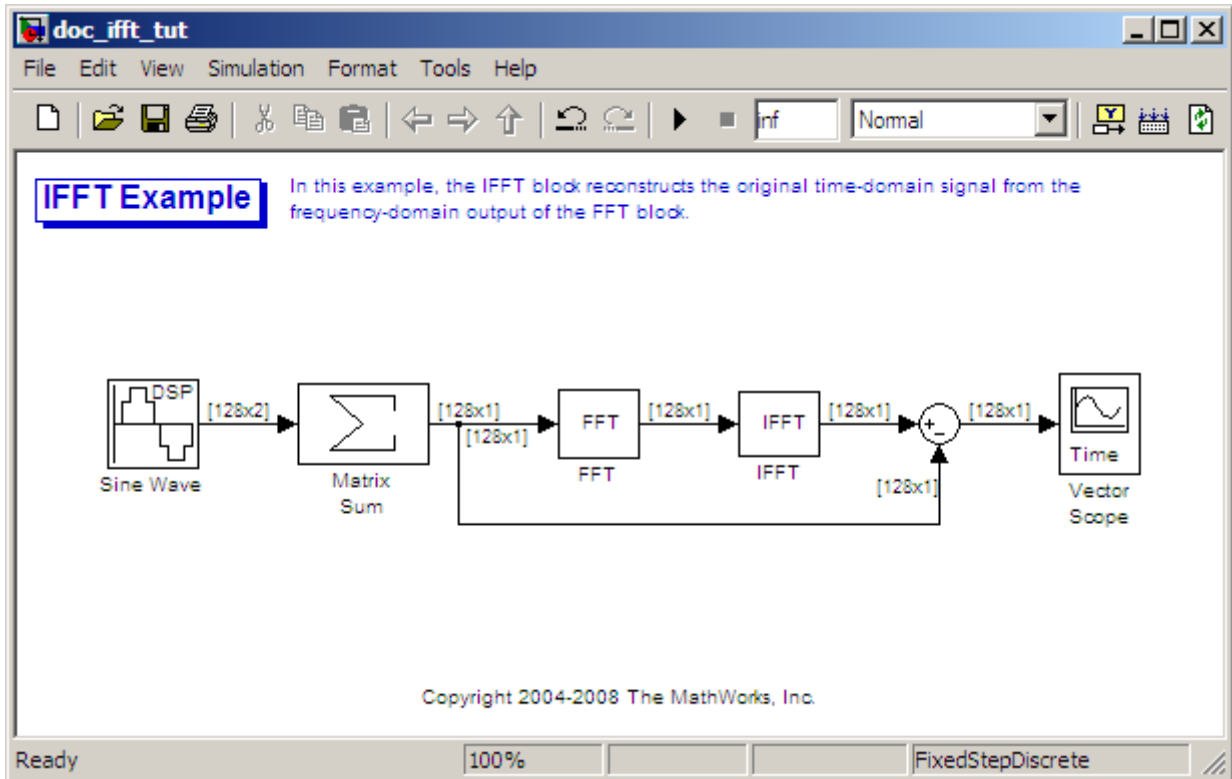 doc_ifft_tut
File Edit View Simulation Format Tools Help
inf Normal
IFFT Example
In this example, the IFFT block reconstructs the original time-domain signal from the
frequency-domain output of the FFT block.
DSP
[128x2]
Sine Wave
Matrix
Sum
[128x1]
[128x1]
FFT
FFT
[128x1]
IFFT
IFFT
[128x1]
[128x1]
[128x1]
Time
Vector
Scope
Copyright 2004-2008 The MathWorks, Inc.
Ready 100% FixedStepDiscrete